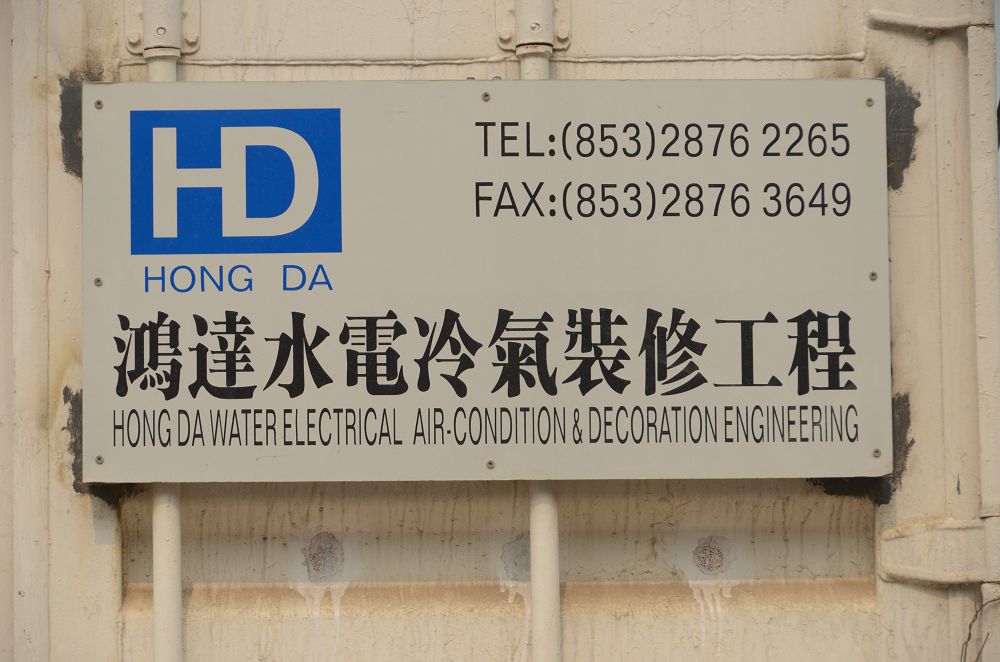 HD
HONG DA
TEL:(853)2876 2265
FAX:(853)2876 3649
鴻達水電冷氣裝修工程
HONG DA WATER ELECTRICAL AIR-CONDITION & DECORATION ENGINEERING